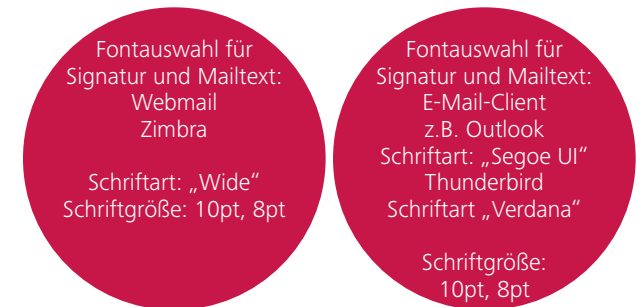 Fontauswahl für
Signatur und Mailtext:
Webmail
Zimbra
Schriftart: „Wide“
Schriftgröße: 10pt, 8pt
Fontauswahl für
Signatur und Mailtext:
E-Mail-Client
z.B. Outlook
Schriftart: „Segoe UI“
Thunderbird
Schriftart „Verdana“
Schriftgröße:
10pt, 8pt